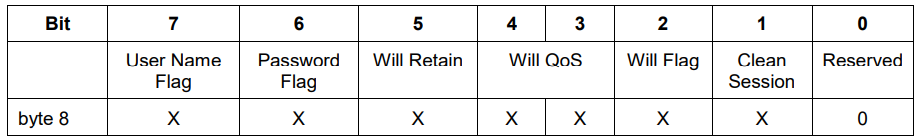 Bit 7 6 5 4 3 2 1 0
User Name Flag Password Flag Will Retain Will QoS Will Flag Clean Session Reserved
byte 8 X X X X X X X 0